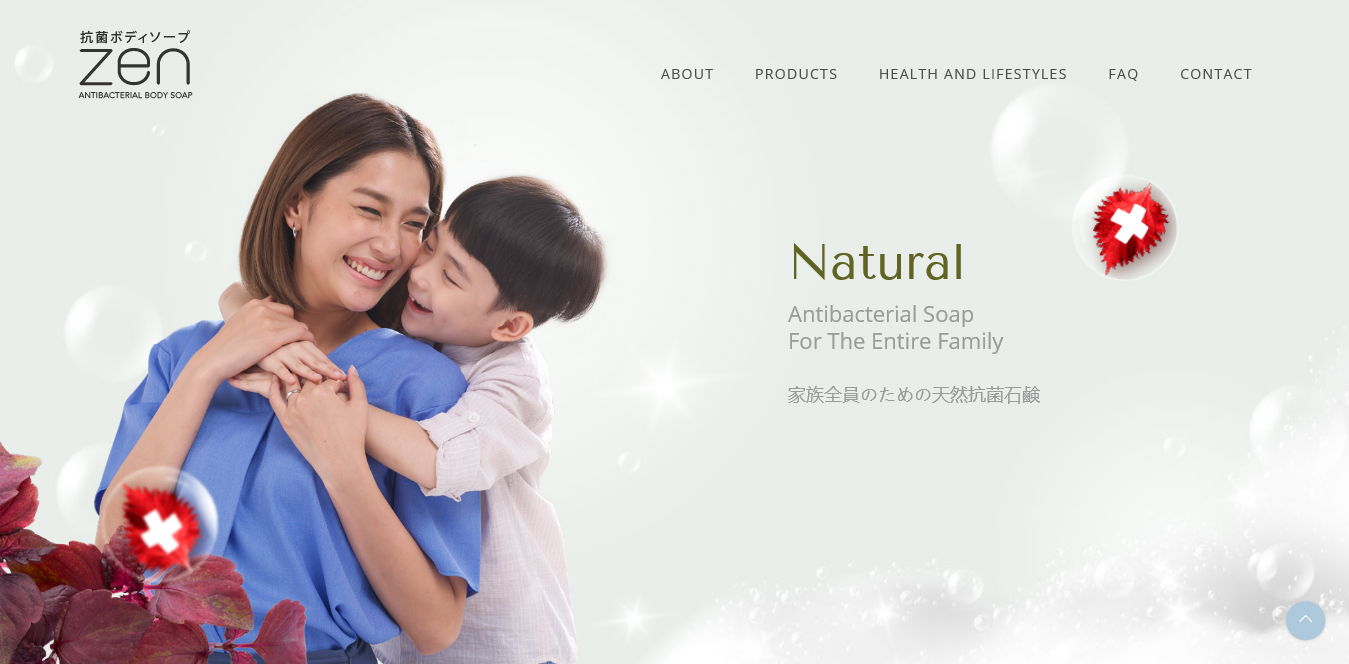 抗菌ボディソープ
zen
ANTIBACTERIAL BODY SOAP
ABOUT PRODUCTS HEALTH AND LIFESTYLES FAQ CONTACT
Natural
Antibacterial Soap
For The Entire Family
家族全員のための天然抗菌石鹸